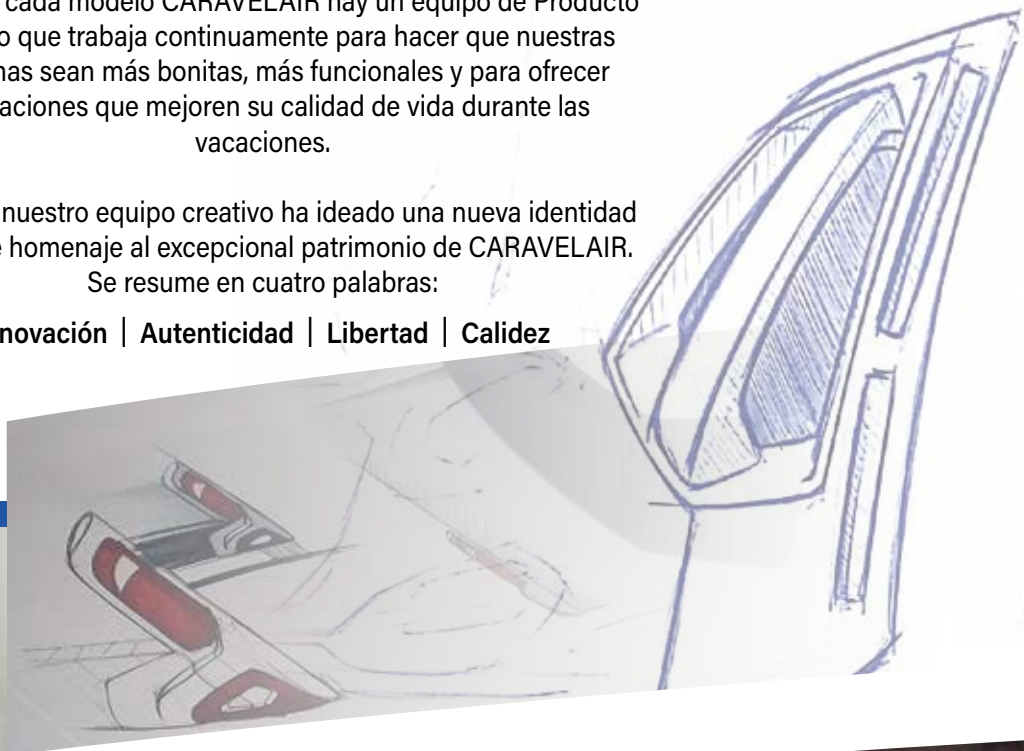 cada modelo CARAVELAIR hay un equipo de Producto
o que trabaja continuamente para hacer que nuestras
nas sean más bonitas, más funcionales y para ofrecer
aciones que mejoren su calidad de vida durante las
vacaciones.
nuestro equipo creativo ha ideado una nueva identidad
e homenaje al excepcional patrimonio de CARAVELAIR.
Se resume en cuatro palabras:
novación | Autenticidad | Libertad | Calidez